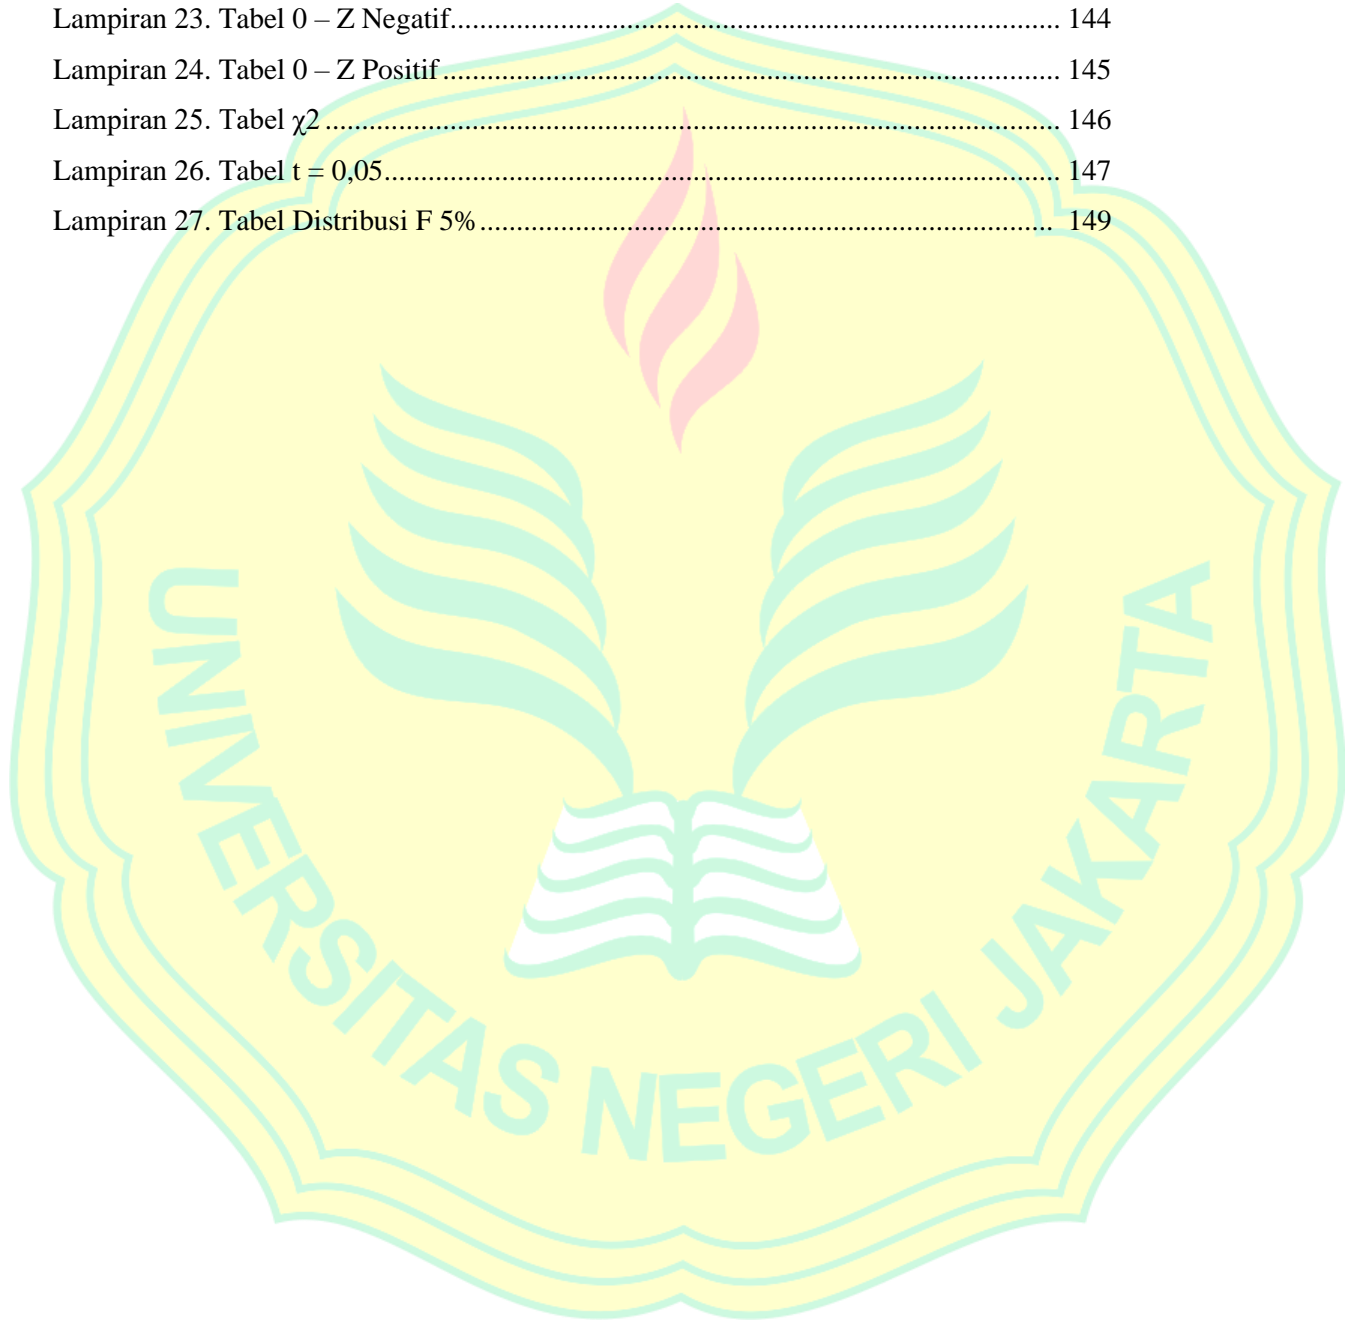 Lampiran 23. Tabel 0 – Z Negatif................................................................................... 144
Lampiran 24. Tabel 0 – Z Positif .................................................................................... 145
Lampiran 25. Tabel χ2 .................................................................................................... 146
Lampiran 26. Tabel t = 0,05............................................................................................ 147
Lampiran 27. Tabel Distribusi F 5% ............................................................................... 149
UNIVERSITAS NEGERI JAKARTA